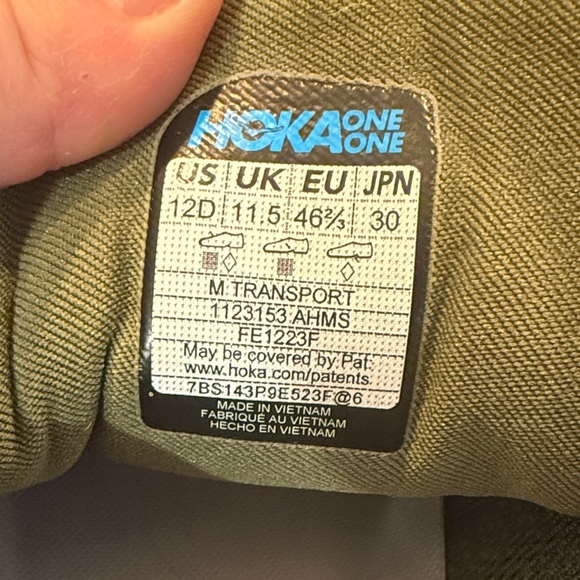 HOKA ONE ONE
US UK EU JPN
12D 11.5 46⅔ 30
M TRANSPORT
1123153 AHMS
FE1223F
May be covered by Pat.
www.hoka.com/patents
7BS143P9E523F@6
MADE IN VIETNAM
FABRIQUÉ AU VIETNAM
HECHO EN VIETNAM